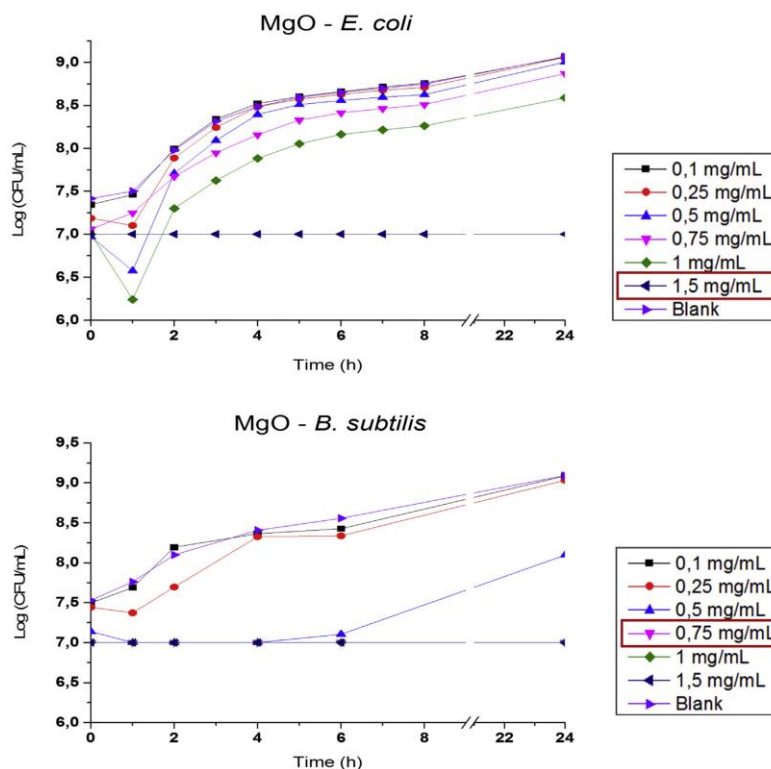 MgO - E. coli
9,0
8,5
8,0
7,5
7,0
6,5
6,0
Log (CFU/mL)
0 2 4 6 8 22 24
Time (h)
0,1 mg/mL
0,25 mg/mL
0,5 mg/mL
0,75 mg/mL
1 mg/mL
1,5 mg/mL
Blank
MgO - B. subtilis
9,5
9,0
8,5
8,0
7,5
7,0
6,5
6,0
Log (CFU/mL)
0 2 4 6 8 22 24
Time (h)
0,1 mg/mL
0,25 mg/mL
0,5 mg/mL
0,75 mg/mL
1 mg/mL
1,5 mg/mL
Blank